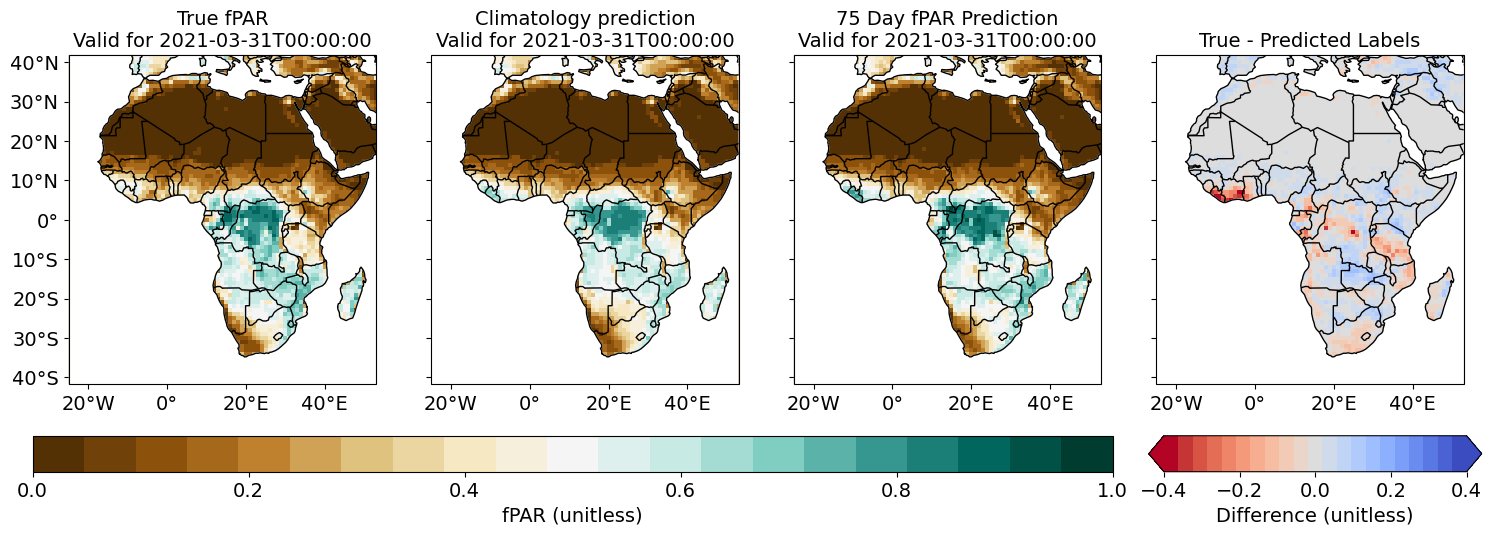 True fPAR
Valid for 2021-03-31T00:00:00
Climatology prediction
Valid for 2021-03-31T00:00:00
75 Day fPAR Prediction
Valid for 2021-03-31T00:00:00
True - Predicted Labels
40°N
30°N
20°N
10°N
0°
10°S
20°S
30°S
40°S
20°W 0° 20°E 40°E
20°W 0° 20°E 40°E
20°W 0° 20°E 40°E
20°W 0° 20°E 40°E
0.0 0.2 0.4 0.6 0.8 1.0
fPAR (unitless)
−0.4 −0.2 0.0 0.2 0.4
Difference (unitless)